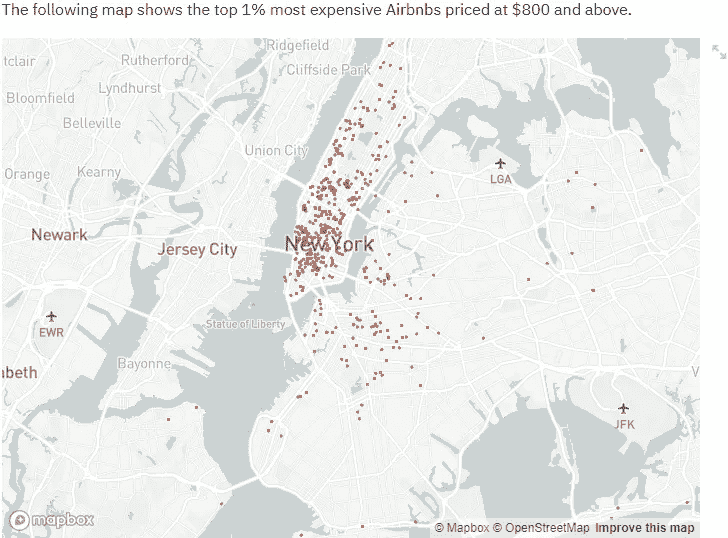 The following map shows the top 1% most expensive Airbnbs priced at $800 and above.
Ridgefield
tclair
Rutherford
Cliffside Park
Lyndhurst
Bloomfield
Belleville
Union City
Orange
Kearny
LGA
Newark
Jersey City
New York
Statue of Liberty
EWR
Bayonne
abeth
V
JFK
mapbox
© Mapbox © OpenStreetMap Improve this map